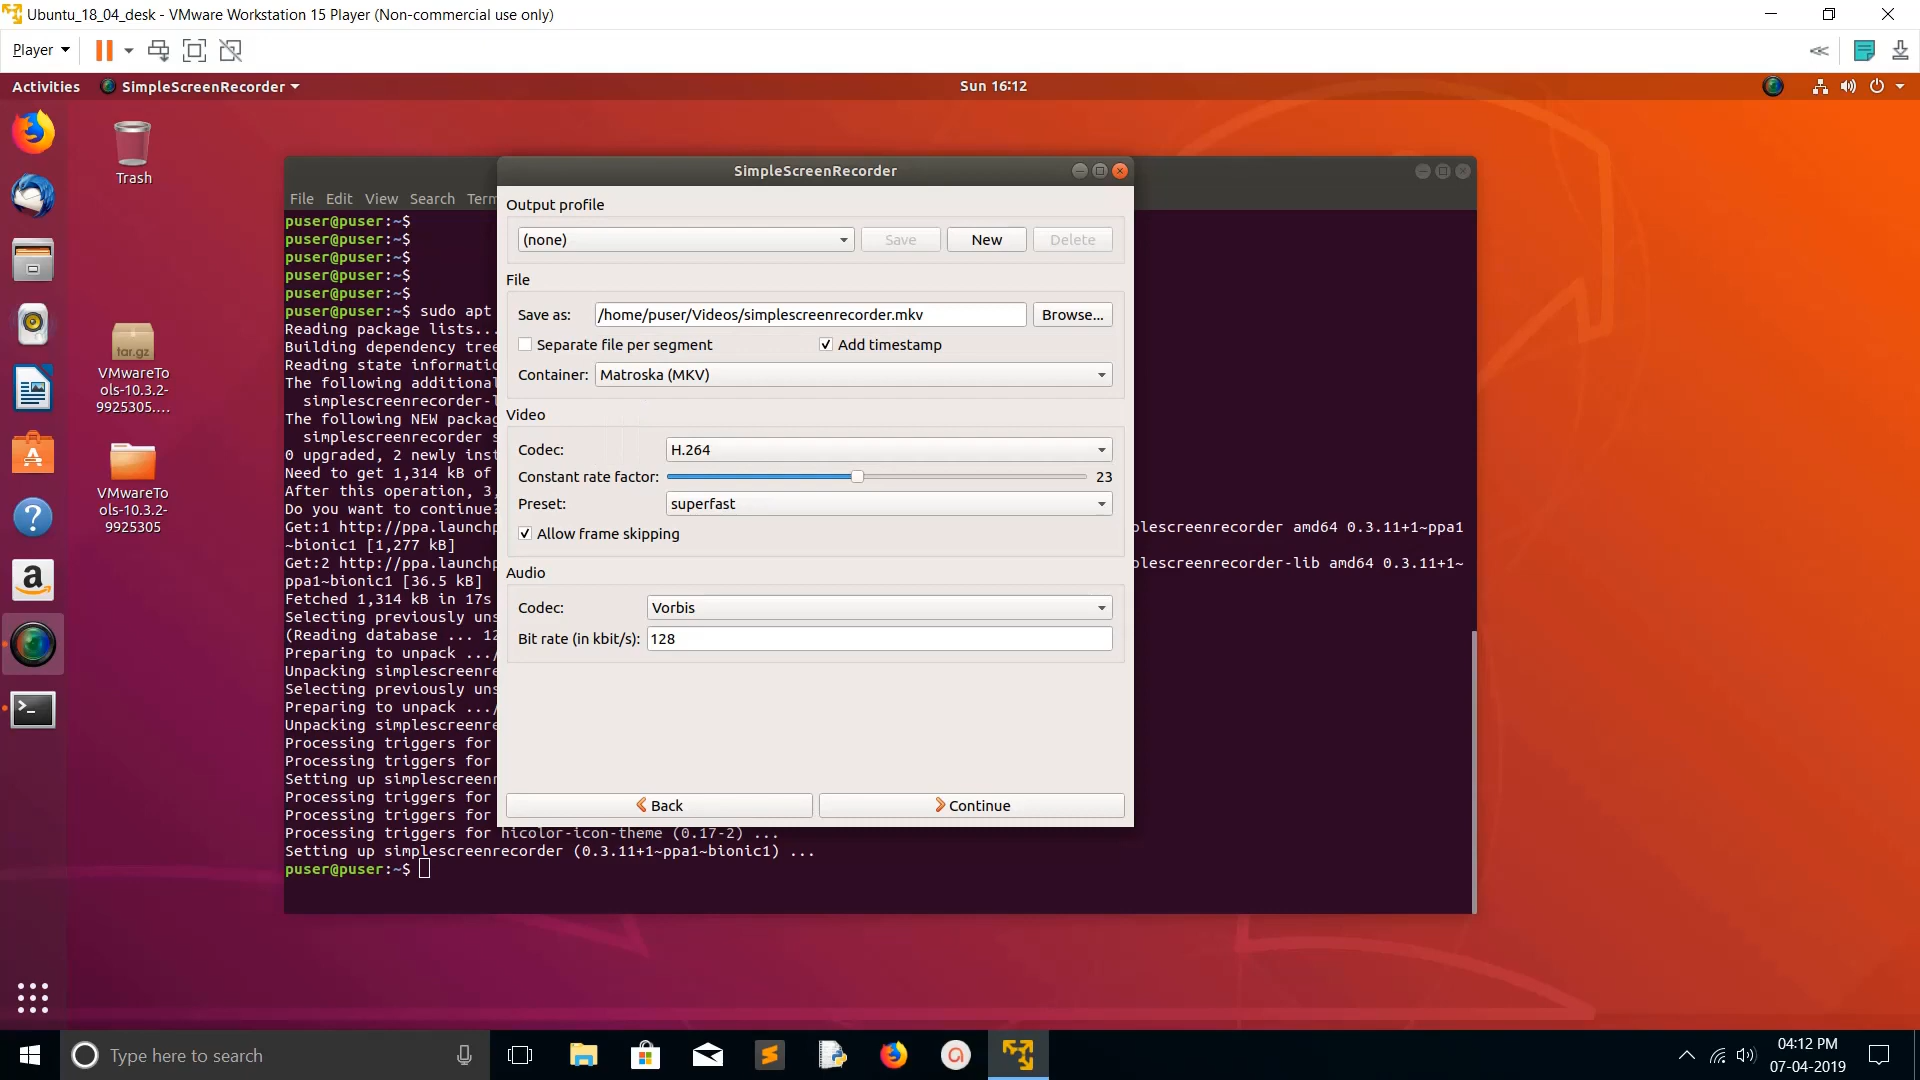 Ubuntu_18_04_desk - VMware Workstation 15 Player (Non-commercial use only)
Player
Activities
SimpleScreenRecorder
Sun 16:12
Trash
VMwareTo
ols-10.3.2-
9925305....
tar.gz
VMwareTo
ols-10.3.2-
9925305
File Edit View Search Term
puser@puser:~$
puser@puser:~$
puser@puser:~$
puser@puser:~$
puser@puser:~$
puser@puser:~$ sudo apt
Reading package lists...
Building dependency tree
Reading state informatio
The following additional
simplescreenrecorder-l
The following NEW packag
simplescreenrecorder s
0 upgraded, 2 newly inst
Need to get 1,314 kB of
After this operation, 3,
Do you want to continue?
Get:1 http://ppa.launchp
plescreenrecorder amd64 0.3.11+1~ppa1
~bionic1 [1,277 kB]
Get:2 http://ppa.launchp
plescreenrecorder-lib amd64 0.3.11+1~
ppa1~bionic1 [36.5 kB]
Fetched 1,314 kB in 17s
Selecting previously uns
(Reading database ... 12
Preparing to unpack .../
Unpacking simplescreenre
Selecting previously uns
Preparing to unpack .../
Unpacking simplescreenre
Processing triggers for
Processing triggers for
Setting up simplescreenr
Processing triggers for
Processing triggers for
Processing triggers for hicolor-icon-theme (0.17-2) ...
Setting up simplescreenrecorder (0.3.11+1~ppa1~bionic1) ...
puser@puser:~$
SimpleScreenRecorder
Output profile
(none)
Save
New
Delete
File
Save as: /home/puser/Videos/simplescreenrecorder.mkv Browse...
Separate file per segment
Add timestamp
Container: Matroska (MKV)
Video
Codec: H.264
Constant rate factor: 23
Preset: superfast
Allow frame skipping
Audio
Codec: Vorbis
Bit rate (in kbit/s): 128
Back
Continue
Type here to search
04:12 PM
07-04-2019